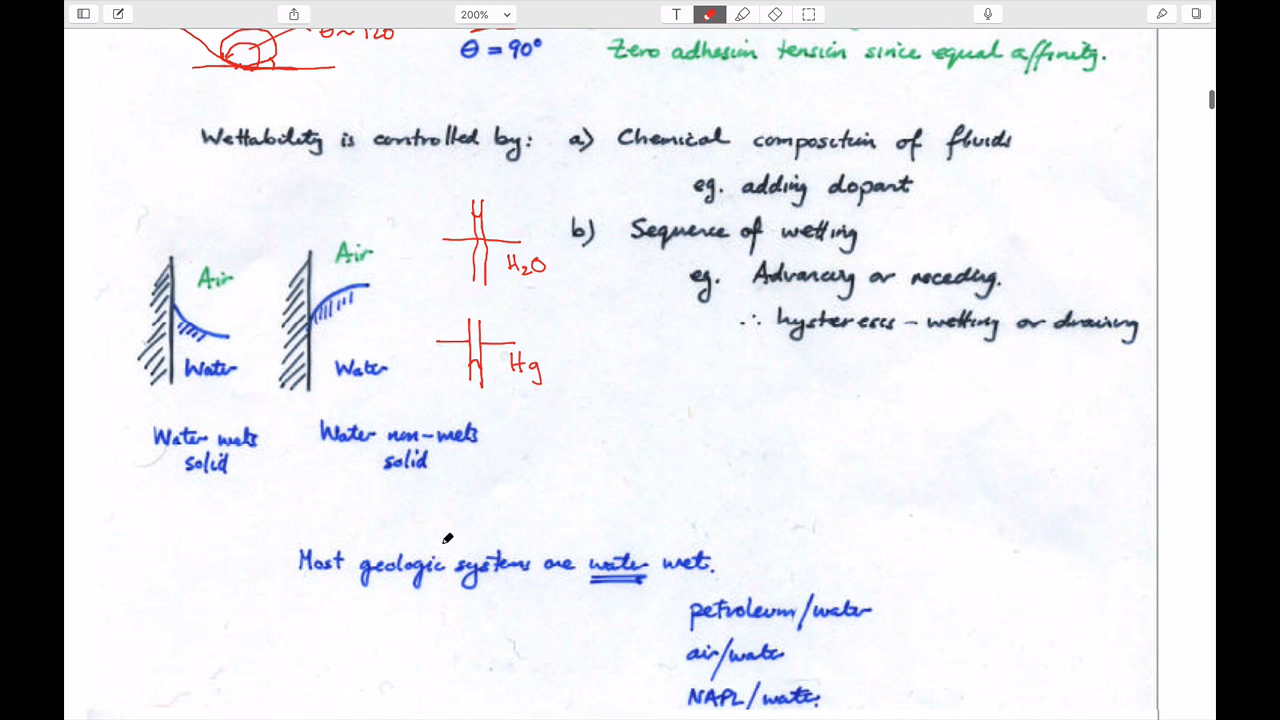 200%
T
θ ~ 120
θ = 90°
Zero adhesion tension since equal affinity.
Wettability is controlled by: a) Chemical composition of fluids
eg. adding dopant
b) Sequence of wetting
eg. Advancing or receding.
∴ hysteresis - wetting or draining
Air
Air
H2O
Water
Water
Hg
Water wets
solid
Water non-wets
solid
Most geologic systems are water wet.
petroleum/water
air/water
NAPL/water